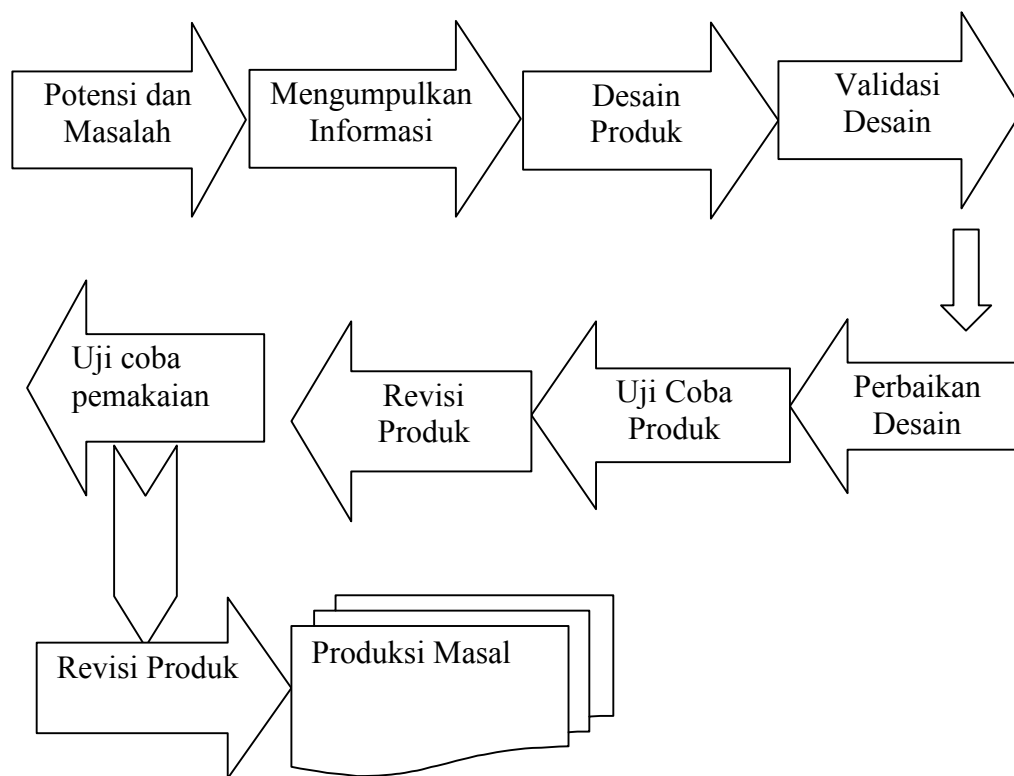 Potensi dan
Masalah
Mengumpulkan
Informasi
Desain
Produk
Validasi
Desain
Perbaikan
Desain
Uji Coba
Produk
Revisi
Produk
Uji coba
pemakaian
Revisi Produk
Produksi Masal